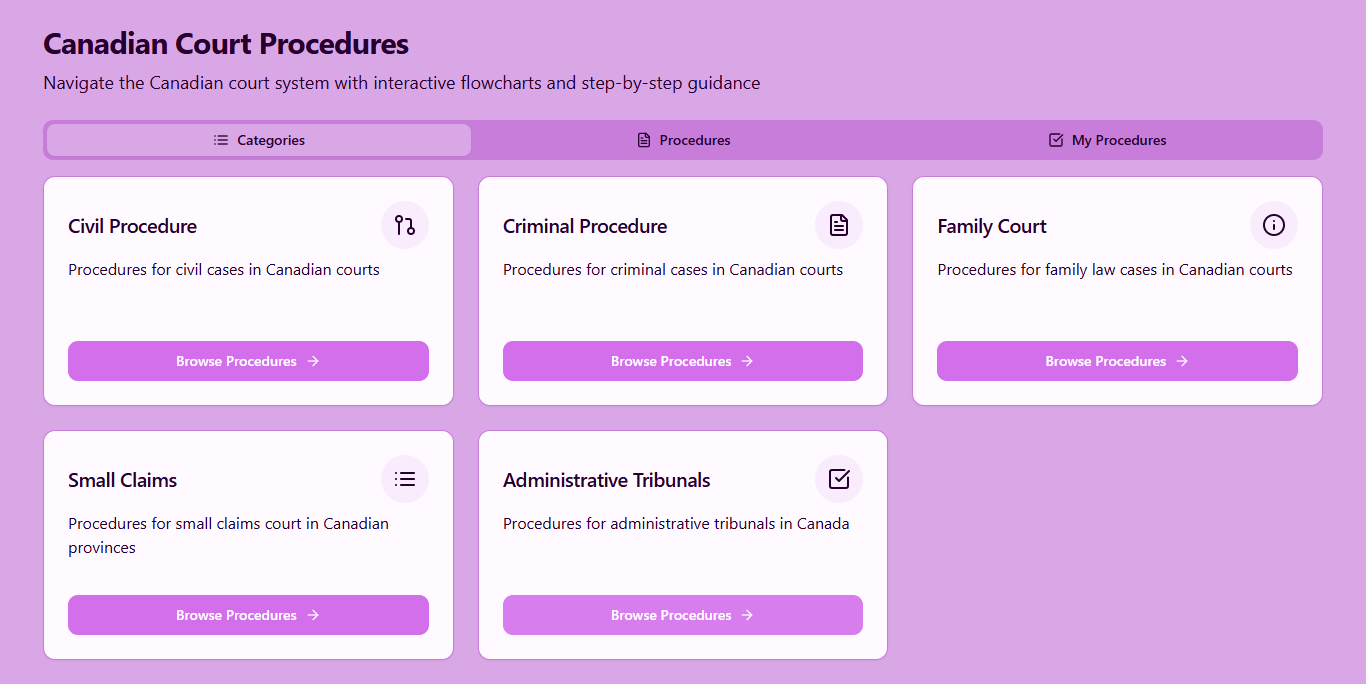 Canadian Court Procedures
Navigate the Canadian court system with interactive flowcharts and step-by-step guidance
Categories
Procedures
My Procedures
Civil Procedure
Procedures for civil cases in Canadian courts
Browse Procedures
Criminal Procedure
Procedures for criminal cases in Canadian courts
Browse Procedures
Family Court
Procedures for family law cases in Canadian courts
Browse Procedures
Small Claims
Procedures for small claims court in Canadian
provinces
Browse Procedures
Administrative Tribunals
Procedures for administrative tribunals in Canada
Browse Procedures